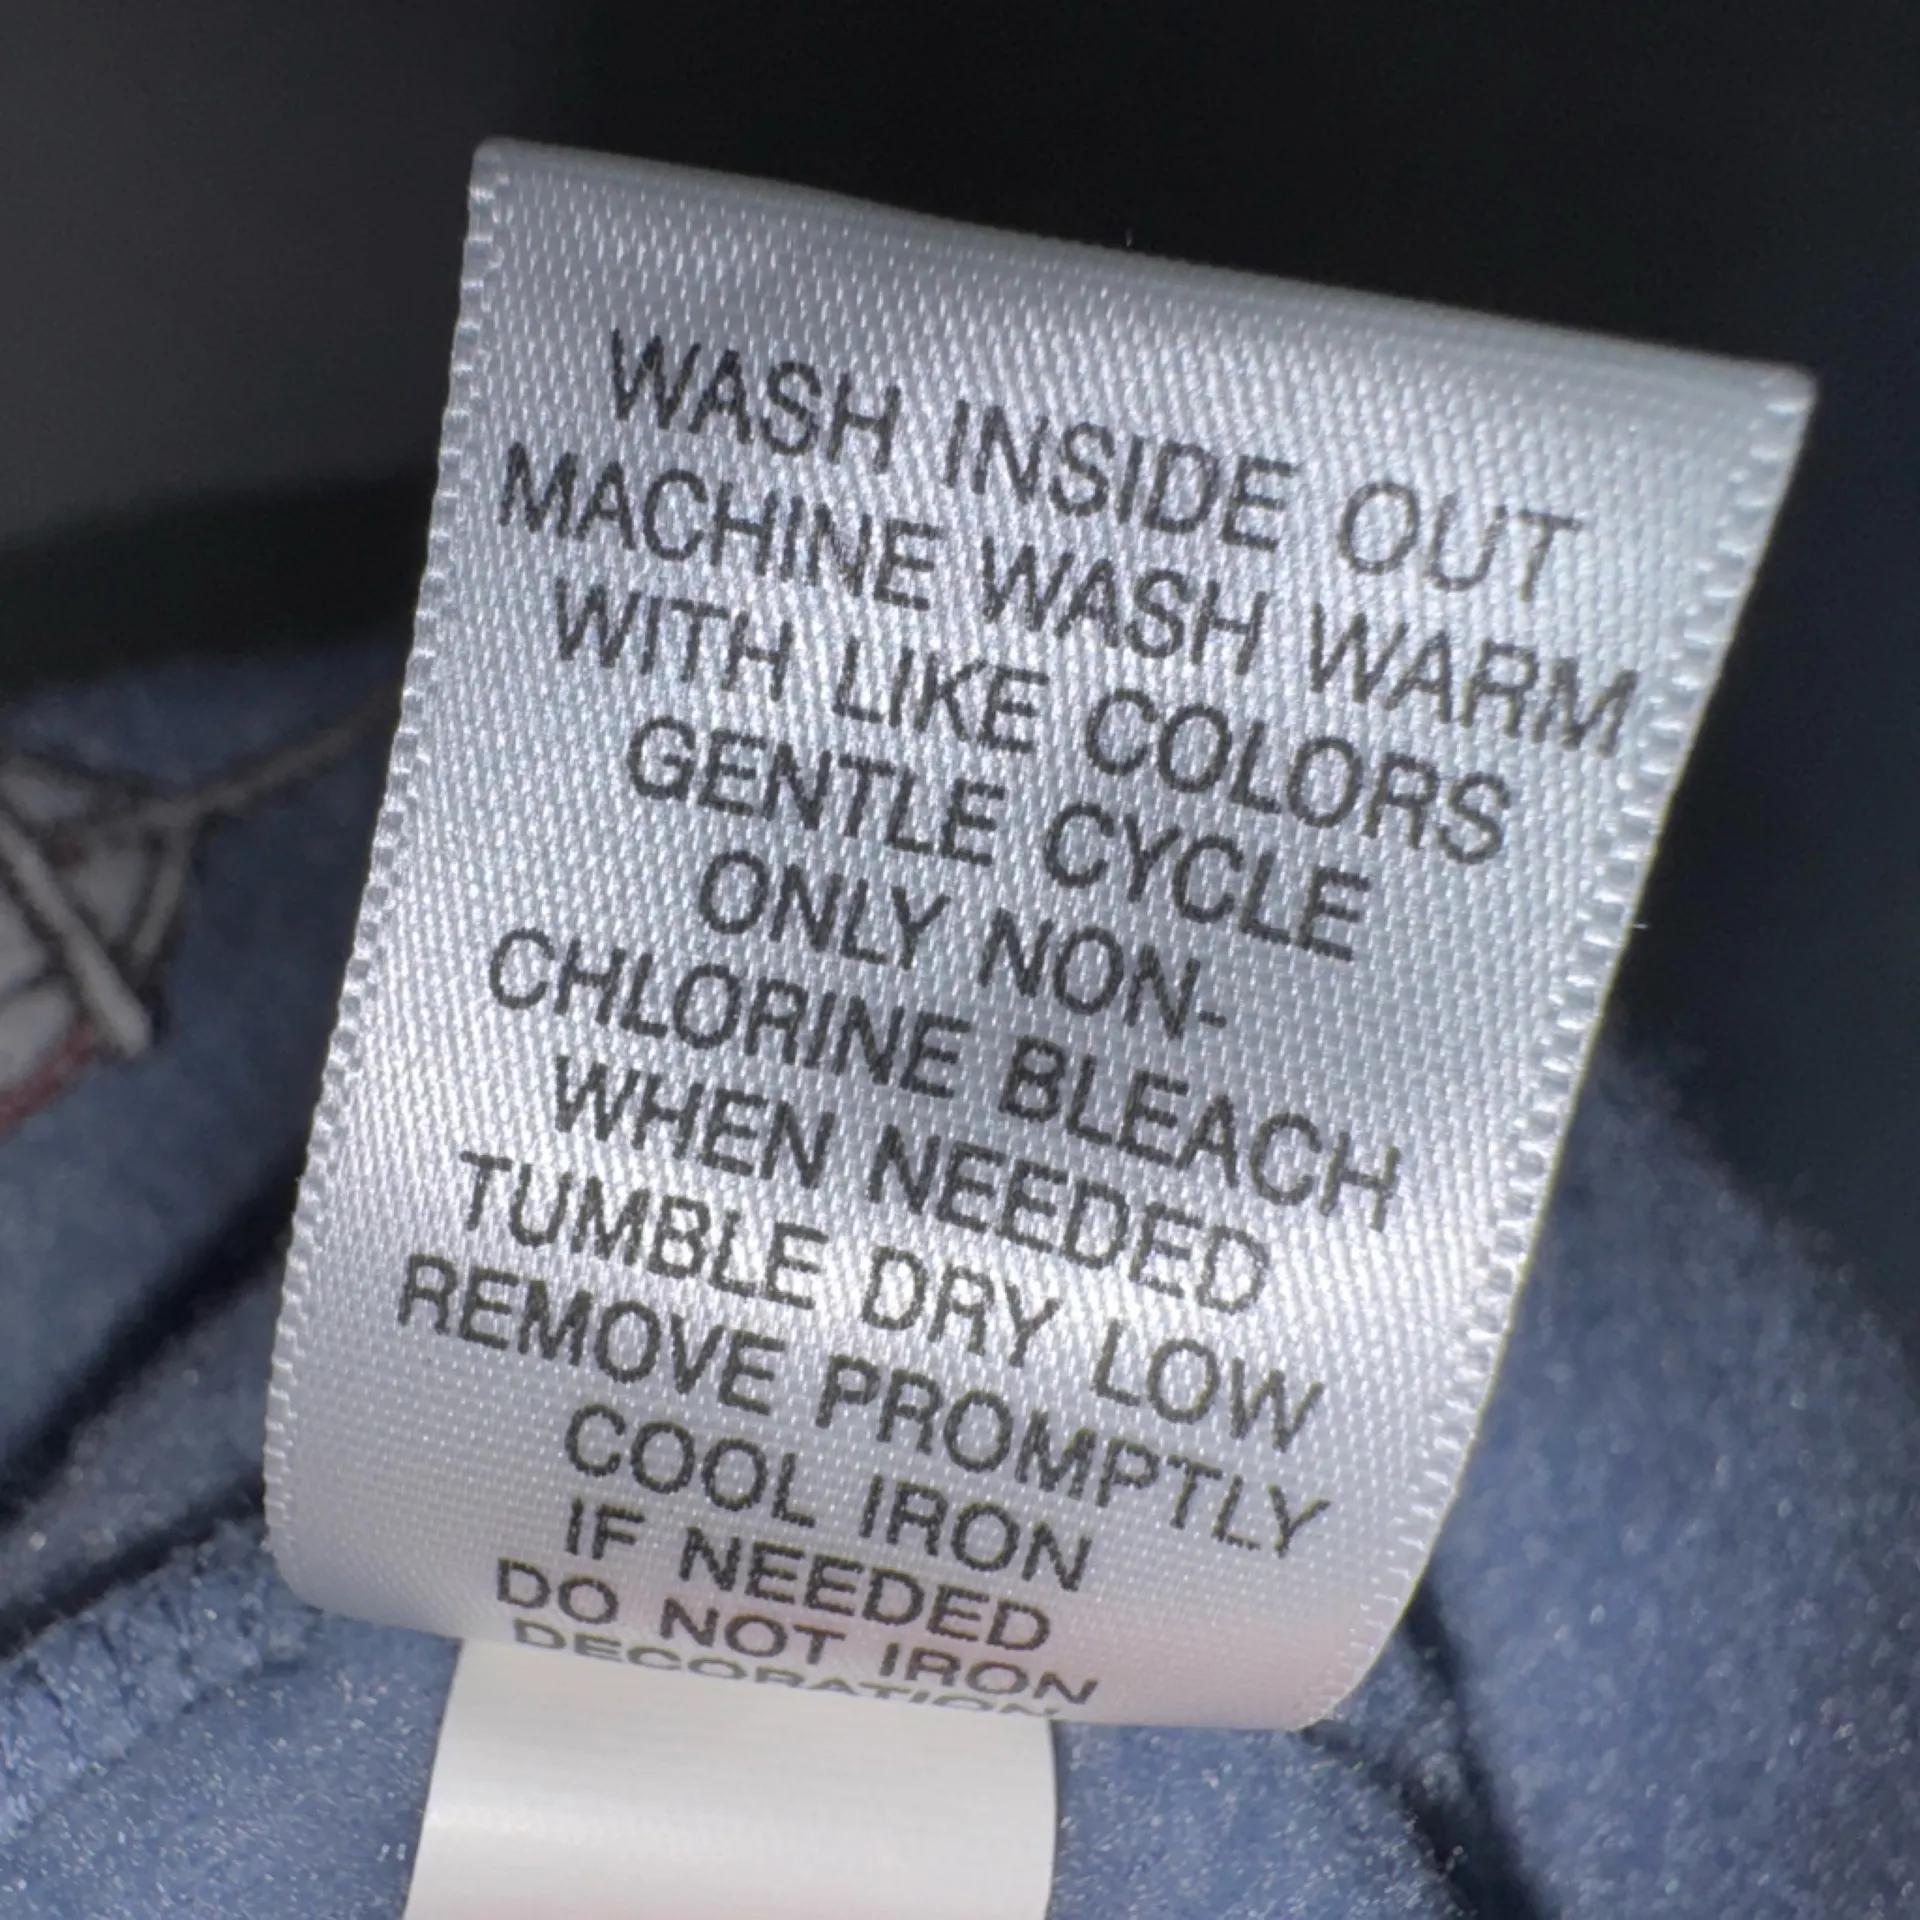 WASH INSIDE OUT
MACHINE WASH WARM
WITH LIKE COLORS
GENTLE CYCLE
ONLY NON-
CHLORINE BLEACH
WHEN NEEDED
TUMBLE DRY LOW
REMOVE PROMPTLY
COOL IRON
IF NEEDED
DO NOT IRON
DECORATION